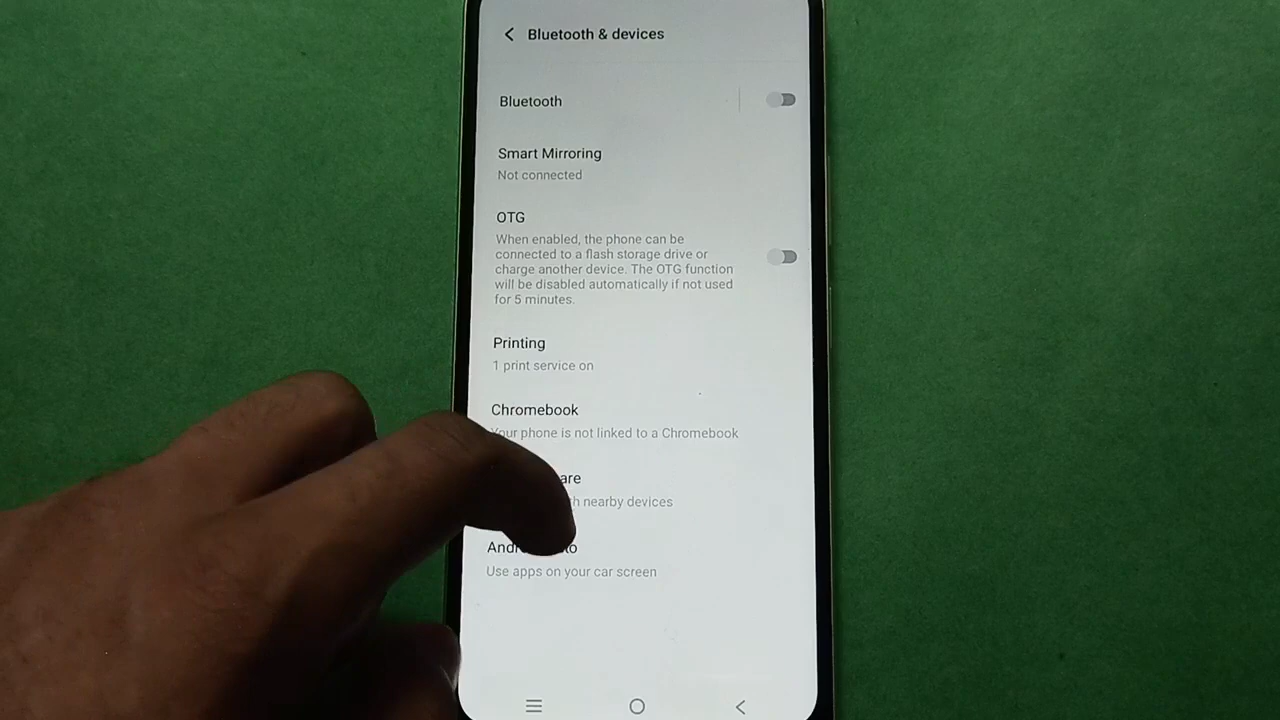 Bluetooth & devices
Bluetooth
Smart Mirroring
Not connected
OTG
When enabled, the phone can be
connected to a flash storage drive or
charge another device. The OTG function
will be disabled automatically if not used
for 5 minutes.
Printing
1 print service on
Chromebook
Your phone is not linked to a Chromebook
nearby devices
Use apps on your car screen